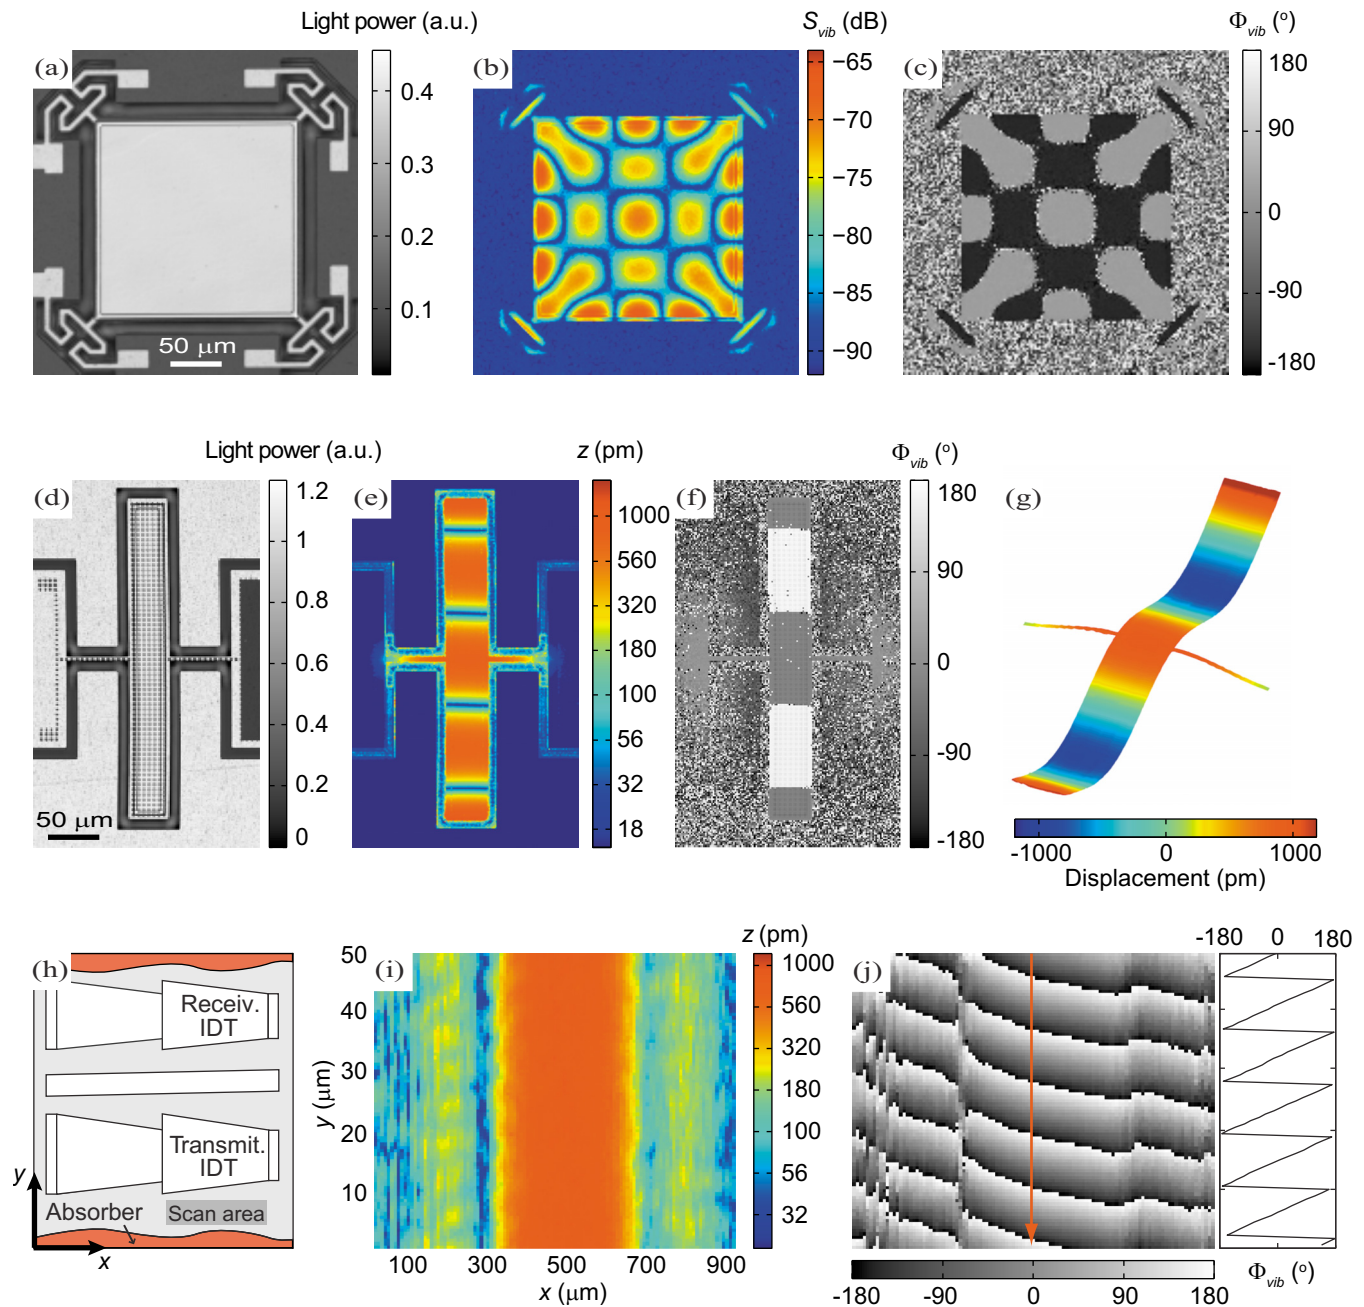 Light power (a.u.)
S_vib (dB)
Φ_vib (°)
(a)
0.4
0.3
0.2
0.1
50 μm
(b)
−65
−70
−75
−80
−85
−90
(c)
180
90
0
-90
-180
Light power (a.u.)
z (pm)
Φ_vib (°)
(d)
1.2
1
0.8
0.6
0.4
0.2
0
50 μm
(e)
1000
560
320
180
100
56
32
18
(f)
180
90
0
-90
-180
(g)
-1000 0 1000
Displacement (pm)
(h)
Receiv.
IDT
Transmit.
IDT
Scan area
Absorber
y
x
(i)
50
40
30
20
10
y (μm)
100 300 500 700 900
x (μm)
z (pm)
1000
560
320
180
100
56
32
(j)
-180 0 180
-180 -90 0 90 180
Φ_vib (°)